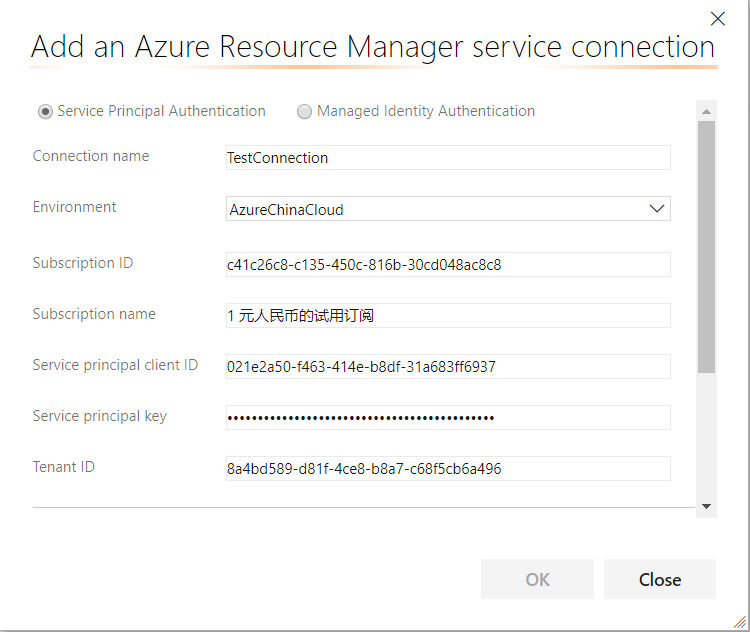 Add an Azure Resource Manager service connection
Service Principal Authentication Managed Identity Authentication
Connection name TestConnection
Environment AzureChinaCloud
Subscription ID c41c26c8-c135-450c-816b-30cd048ac8c8
Subscription name 1 元人民币的试用订阅
Service principal client ID 021e2a50-f463-414e-b8df-31a683ff6937
Service principal key ••••••••••••••••••••••••••••••••••••••••••••
Tenant ID 8a4bd589-d81f-4ce8-b8a7-c68f5cb6a496
OK Close